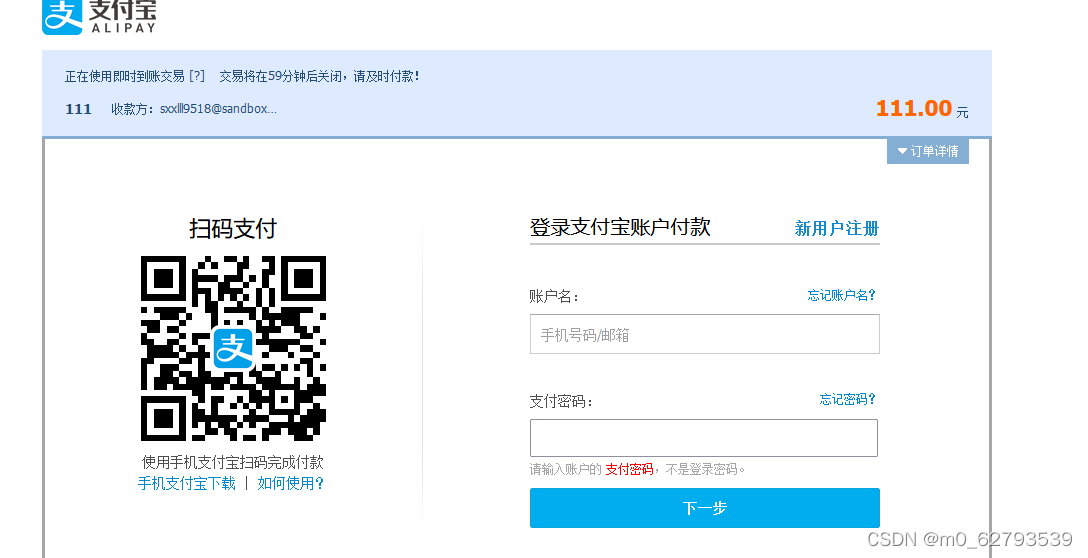 支 支付宝
ALIPAY
正在使用即时到账交易 [?] 交易将在59分钟后关闭，请及时付款！
111 收款方：sxxlll9518@sandbox...
111.00 元
订单详情
扫码支付
支
使用手机支付宝扫码完成付款
手机支付宝下载 | 如何使用？
登录支付宝账户付款 新用户注册
账户名： 忘记账户名？
手机号码/邮箱
支付密码： 忘记密码？
请输入账户的 支付密码，不是登录密码。
下一步
CSDN @m0_62793539